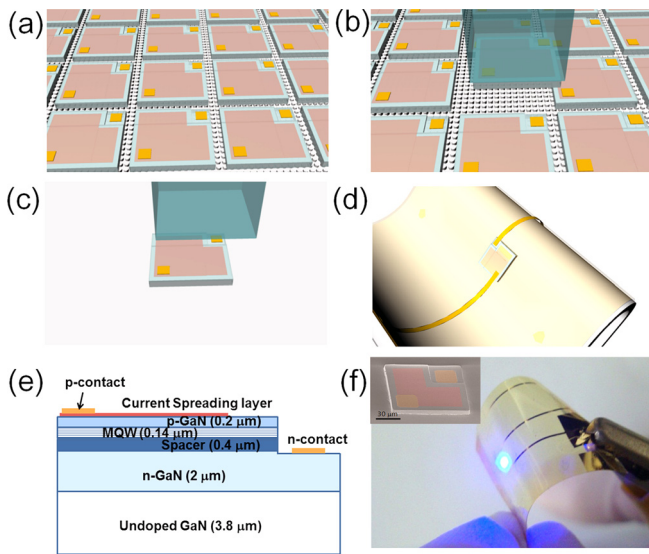 (a)
(b)
(c)
(d)
(e)
p-contact
Current Spreading layer
p-GaN (0.2 μm)
MQW (0.14 μm)
Spacer (0.4 μm)
n-contact
n-GaN (2 μm)
Undoped GaN (3.8 μm)
(f)
30 μm